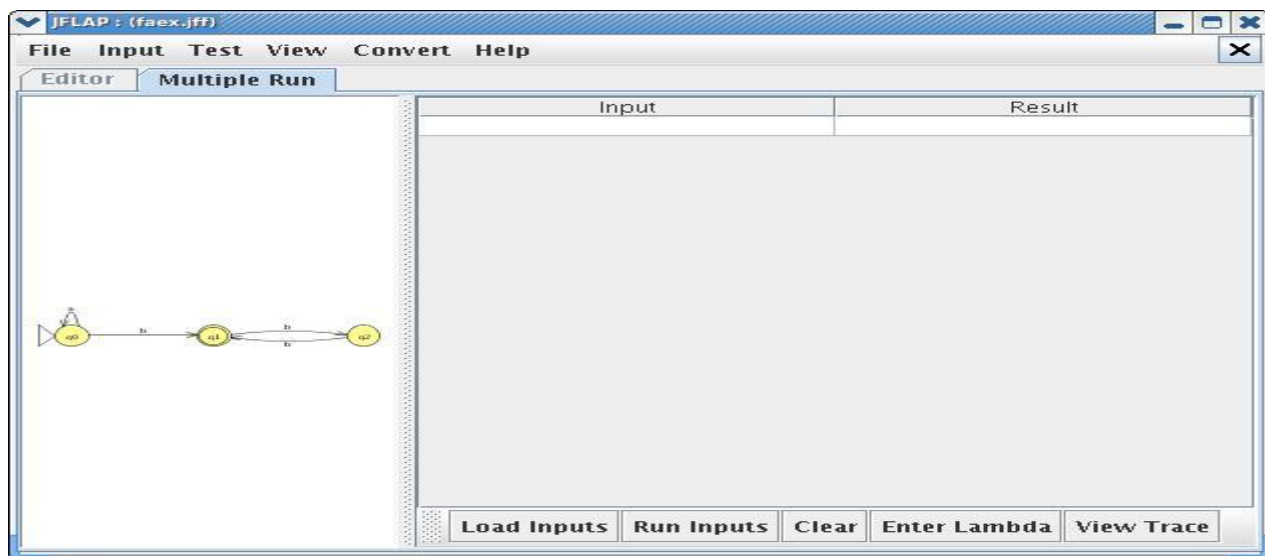 JFLAP : (faex.jff)
File Input Test View Convert Help
Editor Multiple Run
Input Result
a
q0 b q1 b b q2
Load Inputs Run Inputs Clear Enter Lambda View Trace